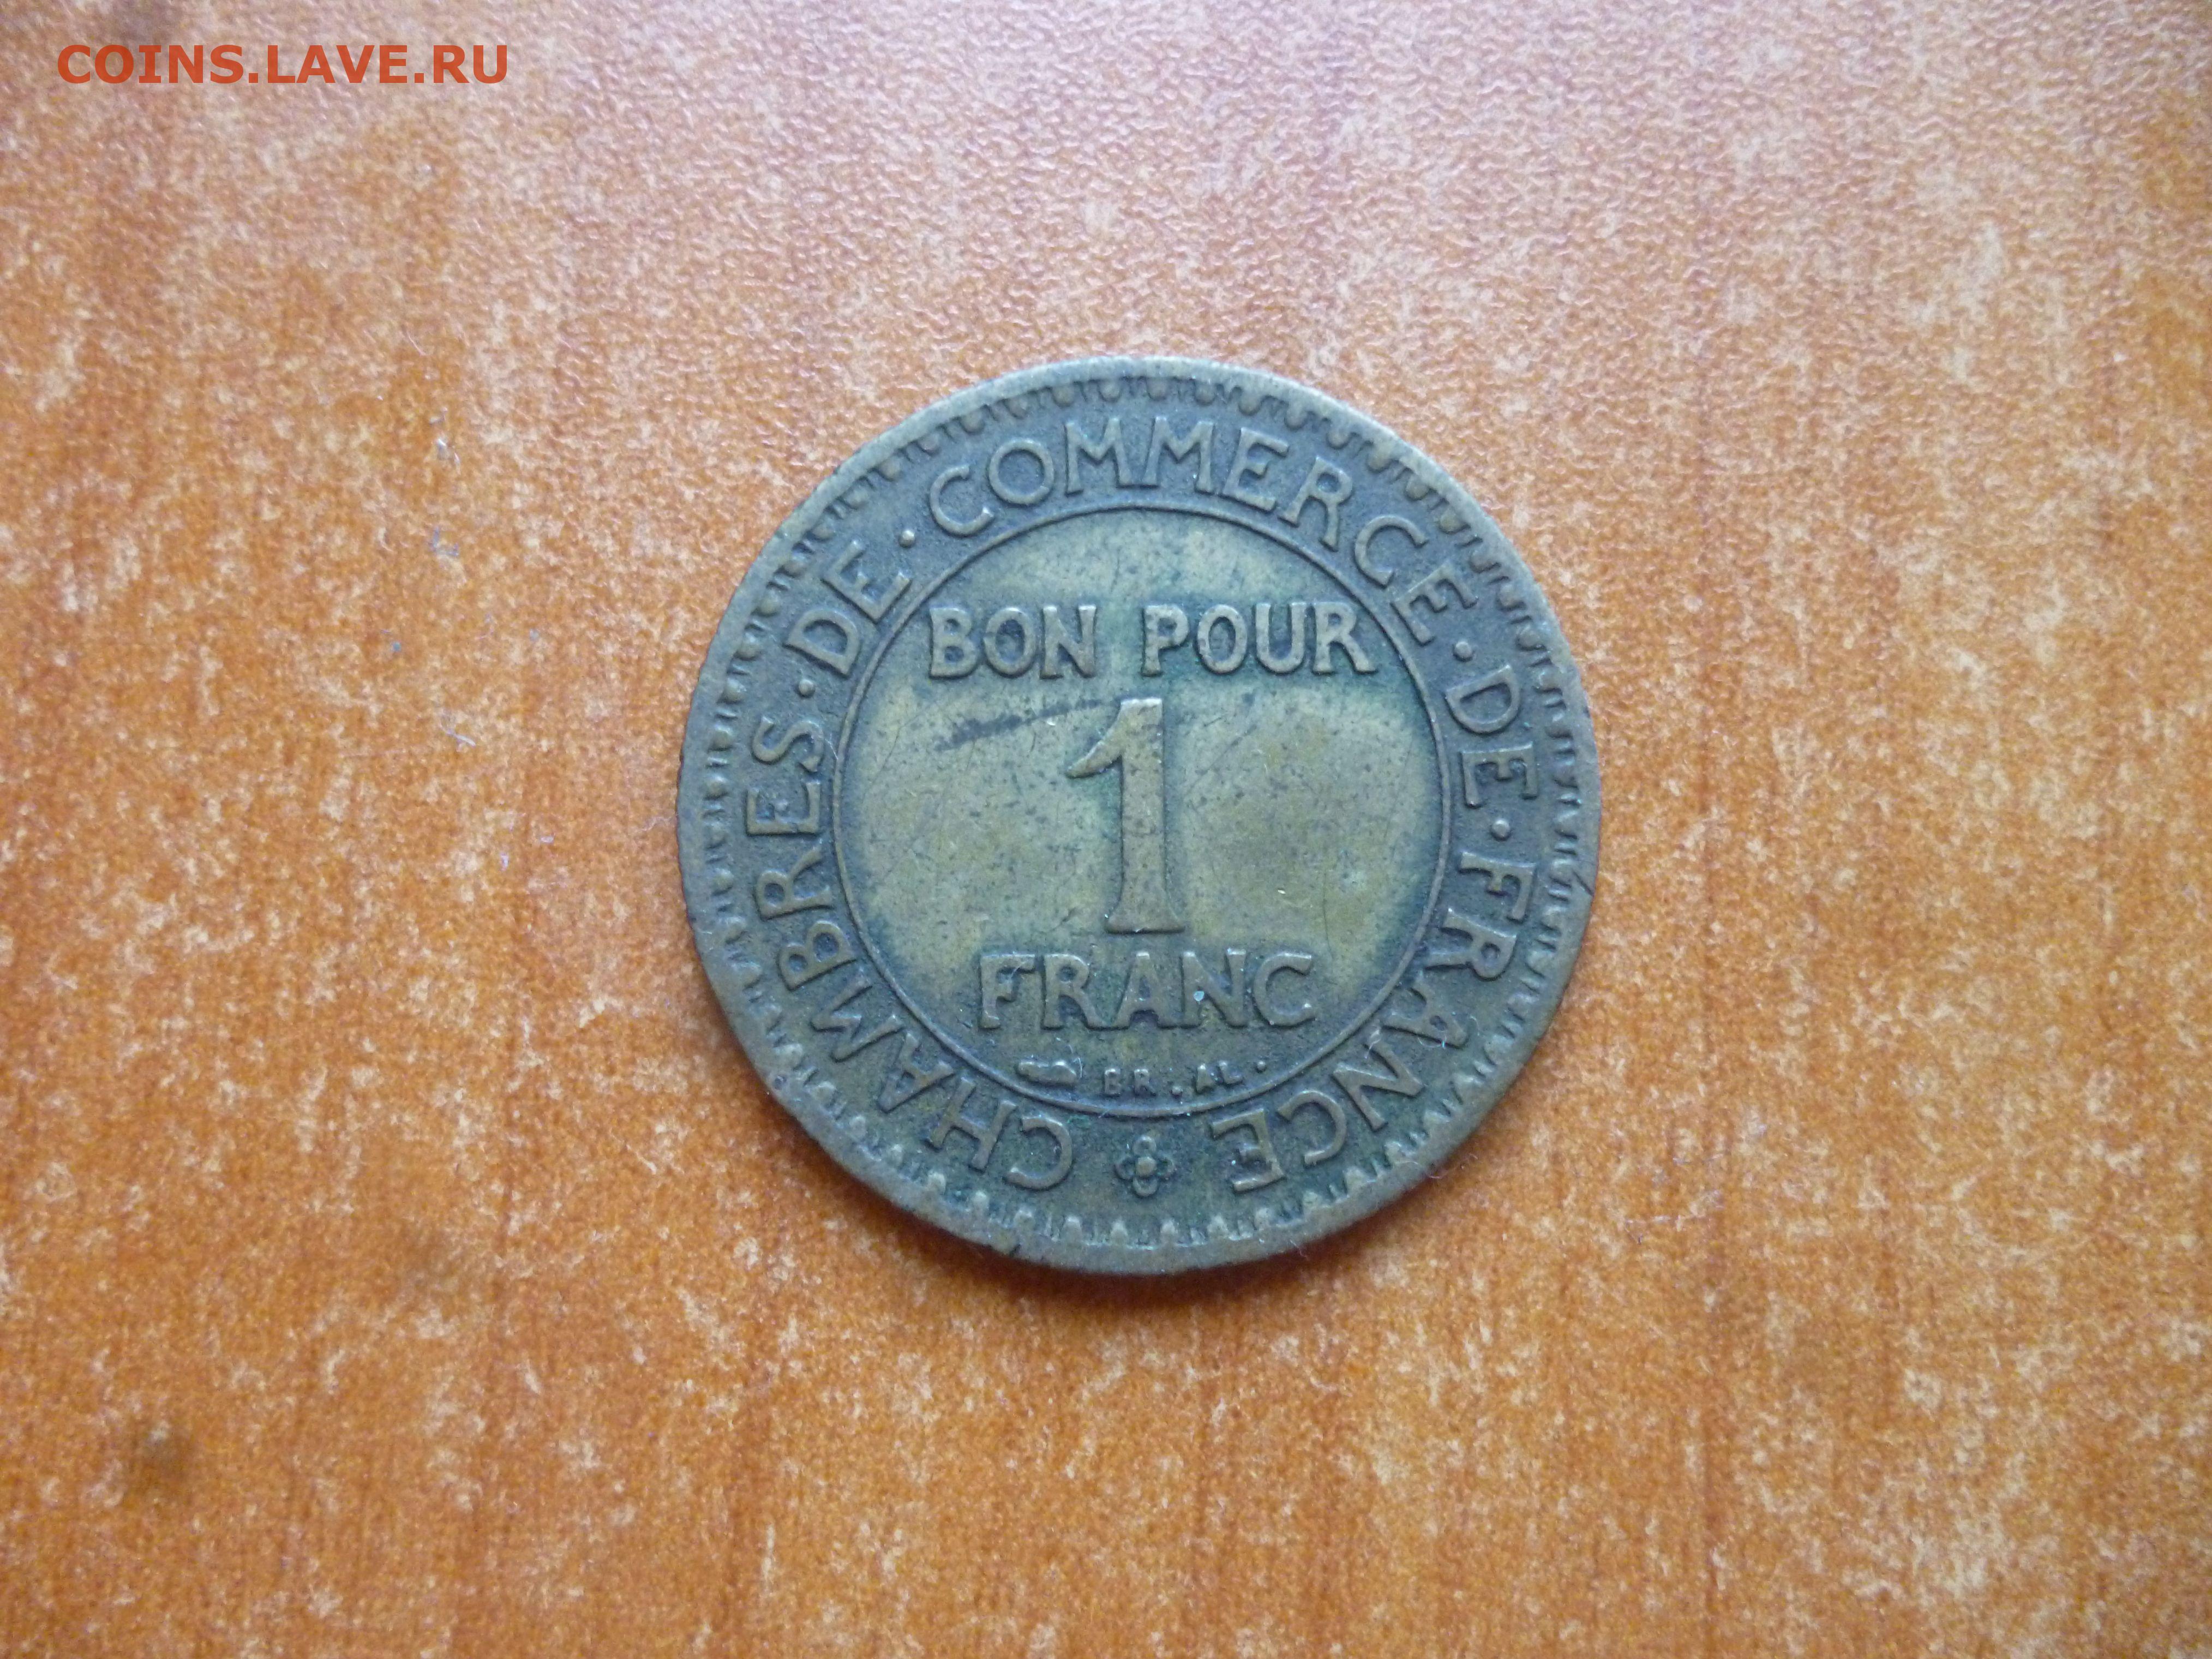 COINS.LAVE.RU
CHAMBRES·DE·COMMERCE·DE·FRANCE
BON POUR
1
FRANC
BR.AL.